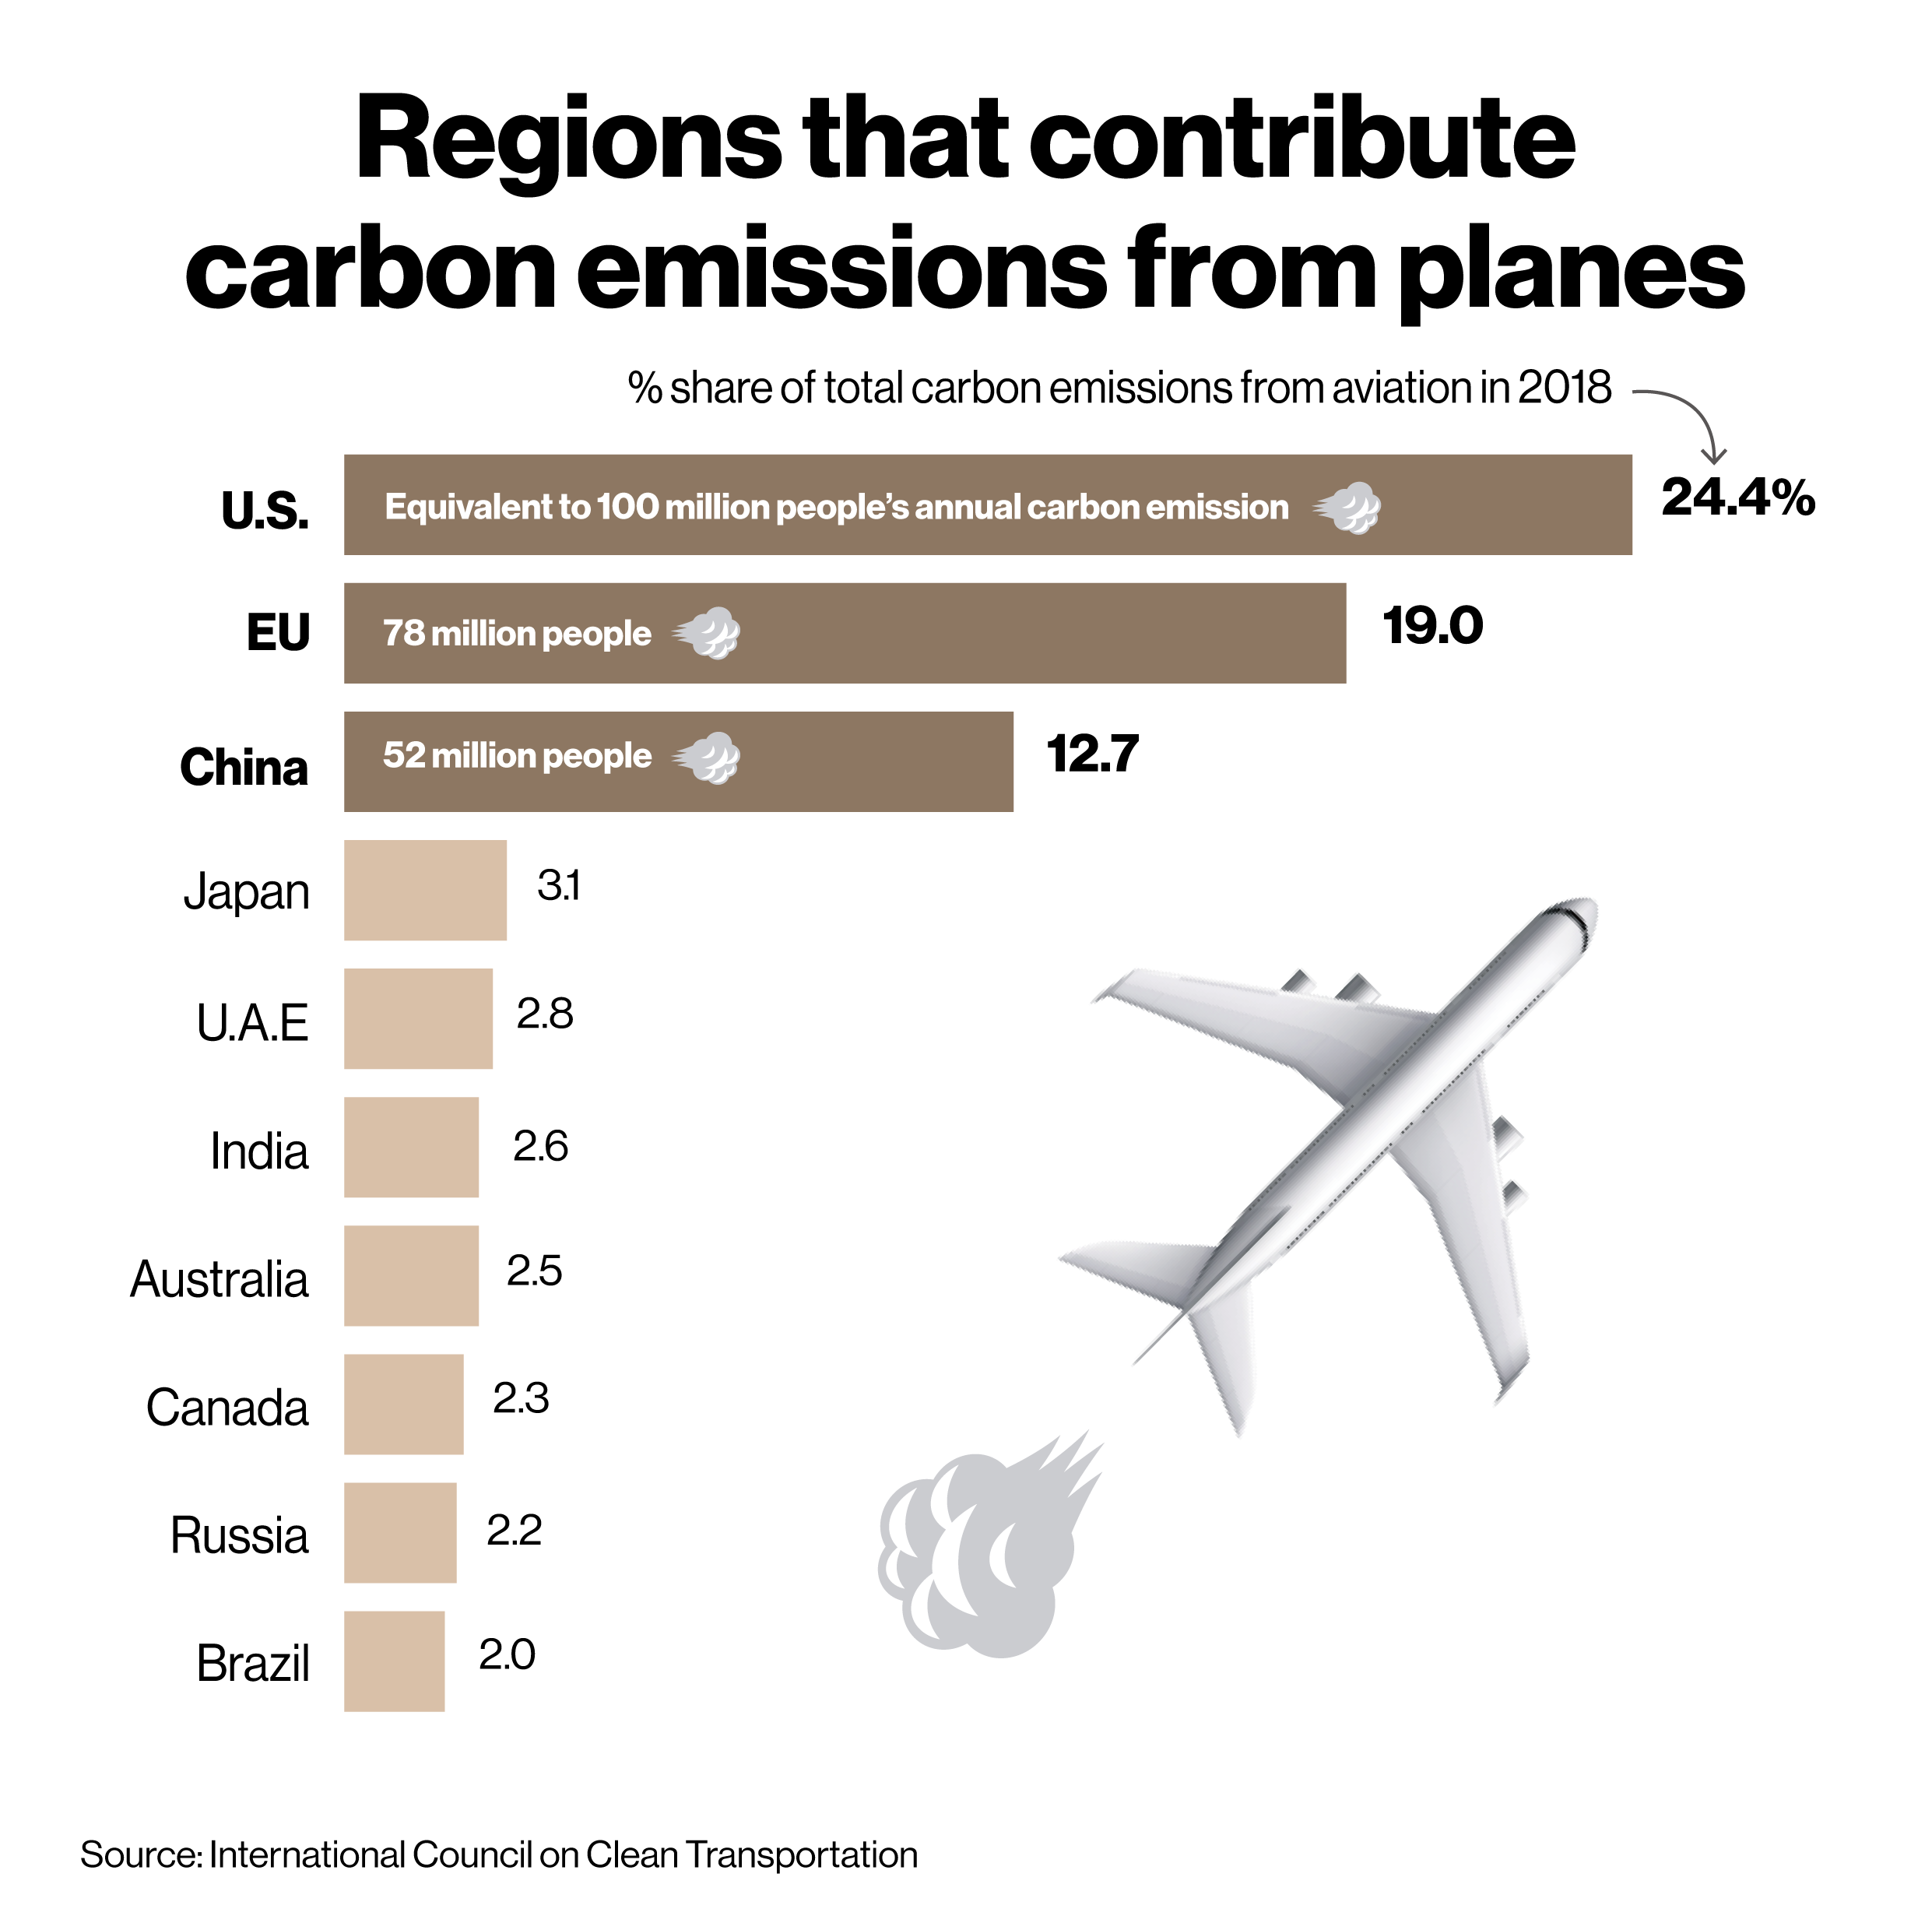 Regions that contribute
carbon emissions from planes
% share of total carbon emissions from aviation in 2018
U.S.
Equivalent to 100 million people’s annual carbon emission
24.4%
EU
78 million people
19.0
China
52 million people
12.7
Japan
3.1
U.A.E
2.8
India
2.6
Australia
2.5
Canada
2.3
Russia
2.2
Brazil
2.0
Source: International Council on Clean Transportation